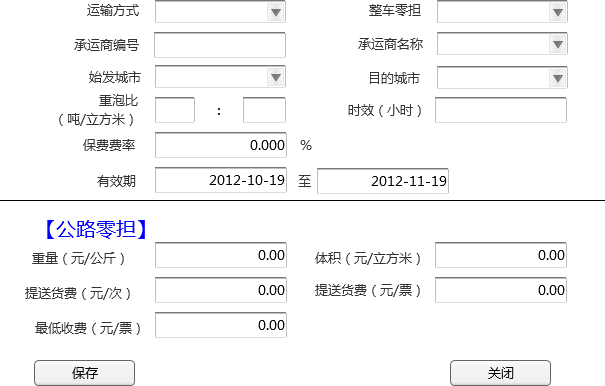 运输方式 整车零担
承运商编号 承运商名称
始发城市 目的城市
重泡比
（吨/立方米） : 时效（小时）
保费费率 0.000 %
有效期 2012-10-19 至 2012-11-19
【公路零担】
重量（元/公斤） 0.00 体积（元/立方米） 0.00
提送货费（元/次） 0.00 提送货费（元/票） 0.00
最低收费（元/票） 0.00
保存 关闭